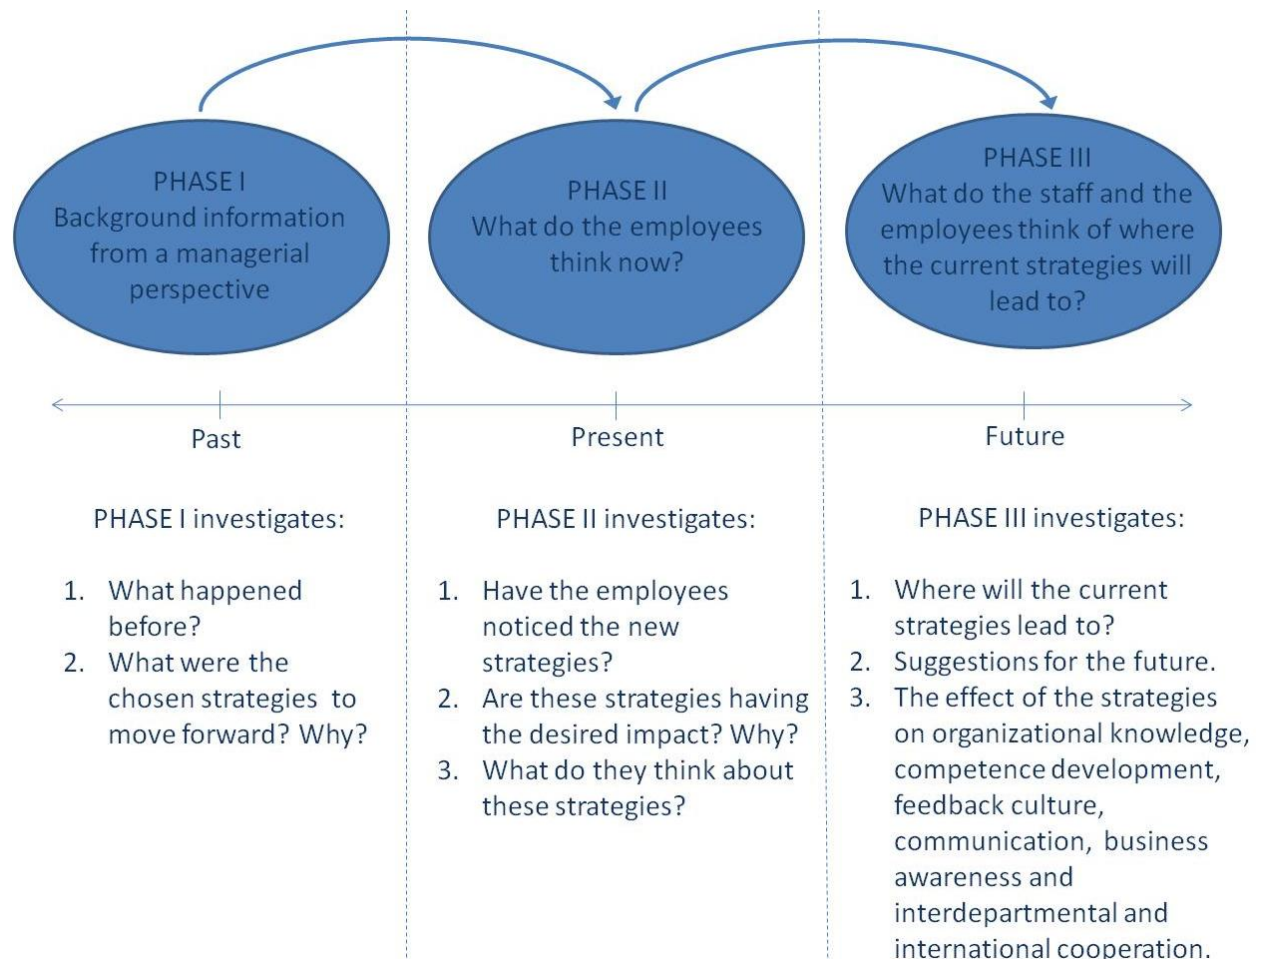 PHASE I
Background information
from a managerial
perspective
PHASE II
What do the employees
think now?
PHASE III
What do the staff and the
employees think of where
the current strategies will
lead to?
Past
Present
Future
PHASE I investigates:
1. What happened
before?
2. What were the
chosen strategies to
move forward? Why?
PHASE II investigates:
1. Have the employees
noticed the new
strategies?
2. Are these strategies having
the desired impact? Why?
3. What do they think about
these strategies?
PHASE III investigates:
1. Where will the current
strategies lead to?
2. Suggestions for the future.
3. The effect of the strategies
on organizational knowledge,
competence development,
feedback culture,
communication, business
awareness and
interdepartmental and
international cooperation.